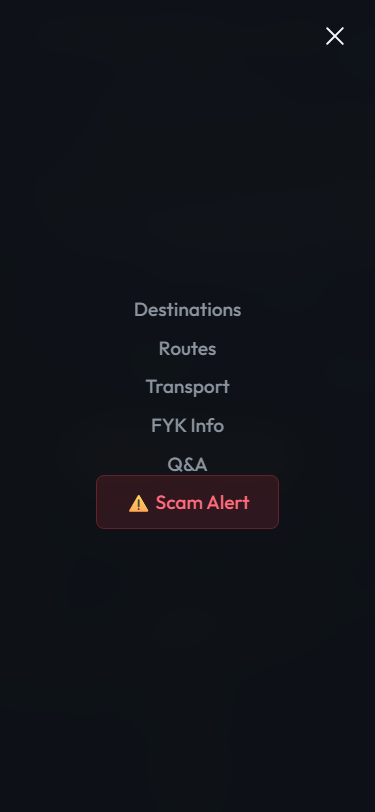 Destinations
Routes
Transport
FYK Info
Q&A
⚠️ Scam Alert